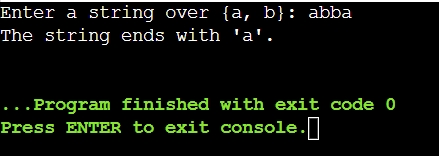 Enter a string over {a, b}: abba
The string ends with 'a'.
...Program finished with exit code 0
Press ENTER to exit console.